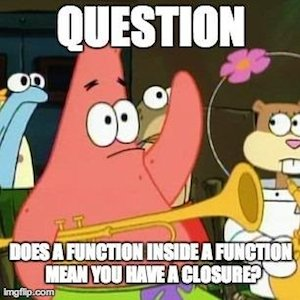 QUESTION
DOES A FUNCTION INSIDE A FUNCTION
MEAN YOU HAVE A CLOSURE?
imgflip.com